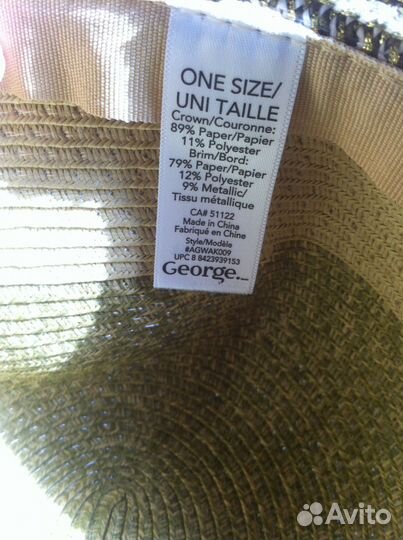 ONE SIZE/
UNI TAILLE
Crown/Couronne:
89% Paper/Papier
11% Polyester
Brim/Bord:
79% Paper/Papier
12% Polyester
9% Metallic/
Tissu métallique
CA# 51122
Made in China
Fabriqué en Chine
Style/Modèle
#AGWAK009
UPC 8 8423939153
George.
Avito